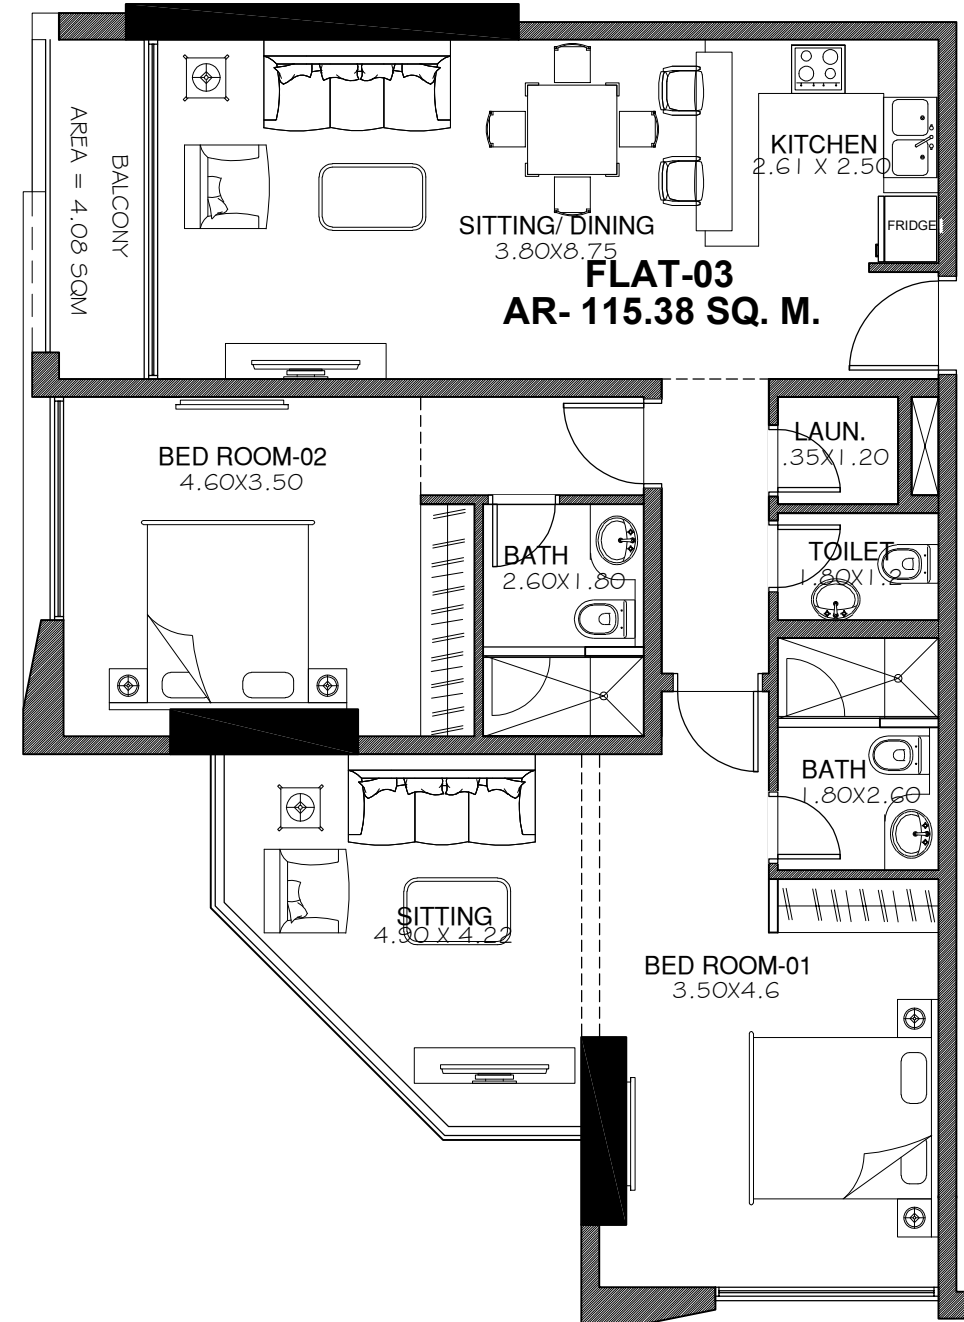 BALCONY
AREA = 4.08 SQM
KITCHEN
2.61 X 2.50
FRIDGE
SITTING/ DINING
3.80X8.75
FLAT-03
AR- 115.38 SQ. M.
BED ROOM-02
4.60X3.50
LAUN.
.35X1.20
BATH
2.60X1.80
TOILET
1.80X1.2
BATH
1.80X2.60
SITTING
4.90 X 4.22
BED ROOM-01
3.50X4.6